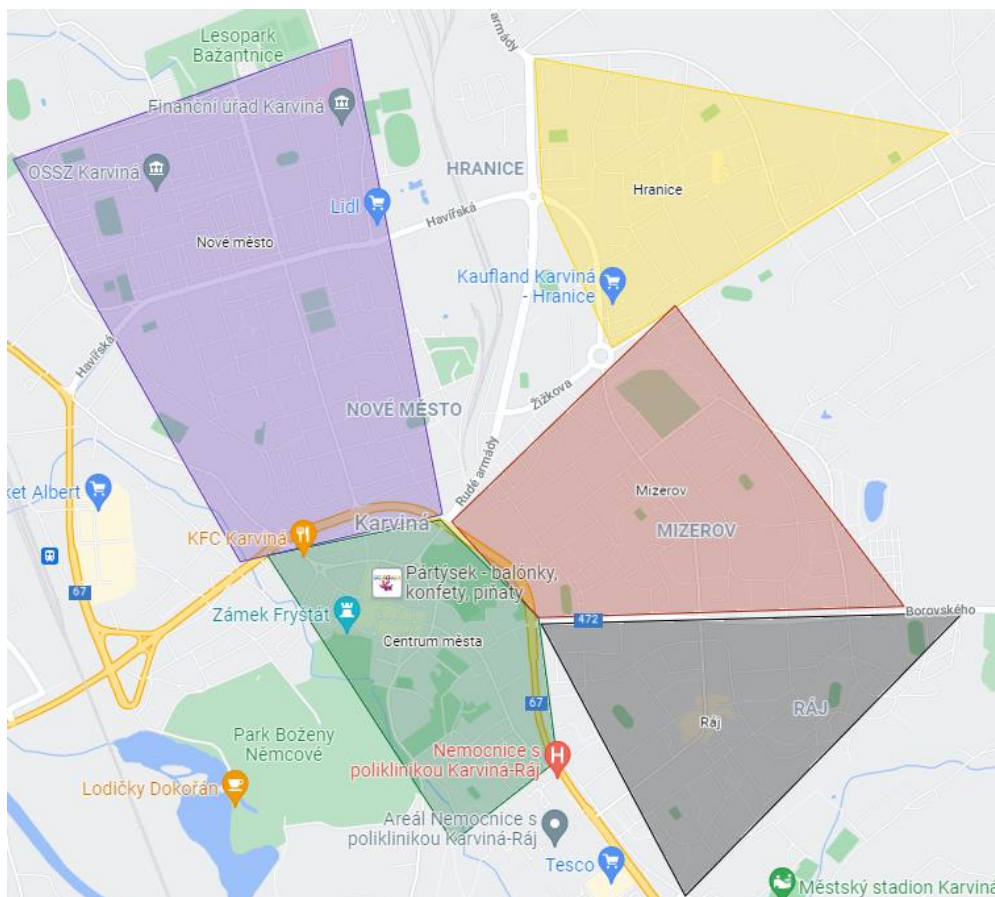 armády
Lesopark
Bažantnice
Finanční úřad Karviná
OSSZ Karviná
HRANICE
Hranice
Lidl
Havířská
Nové město
Kaufland Karviná
- Hranice
Havířská
Žižkova
NOVÉ MĚSTO
Rudé armády
Mizerov
ket Albert
Karviná
MIZEROV
KFC Karviná
Pártýsek - balónky,
konfety, piňaty
67
Zámek Fryštát
472
Borovského
Centrum města
67
RÁJ
Ráj
Park Boženy
Němcové
Nemocnice s
poliklinikou Karviná-Ráj
Lodičky Dokořán
Areál Nemocnice s
poliklinikou Karviná-Ráj
Tesco
Městský stadion Karviná